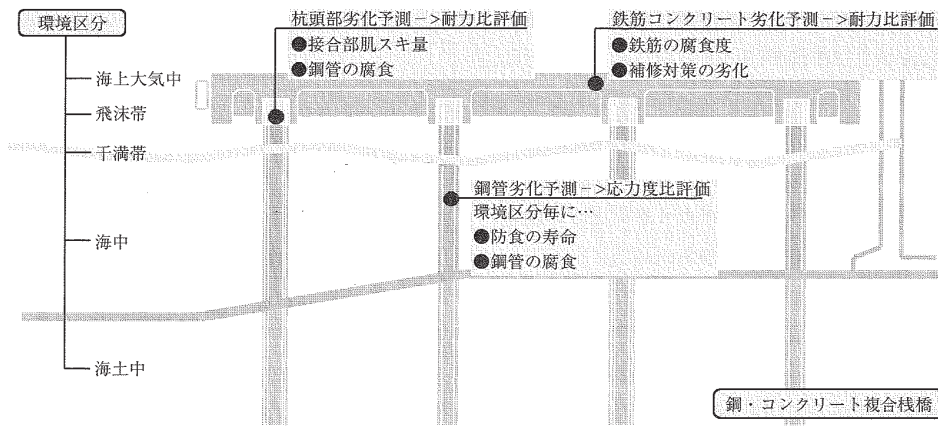 環境区分
海上大気中
飛沫帯
干満帯
海中
海土中
杭頭部劣化予測－>耐力比評価
●接合部肌スキ量
●鋼管の腐食
鉄筋コンクリート劣化予測－>耐力比評価
●鉄筋の腐食度
●補修対策の劣化
鋼管劣化予測－>応力度比評価
環境区分毎に…
●防食の寿命
●鋼管の腐食
鋼・コンクリート複合桟橋